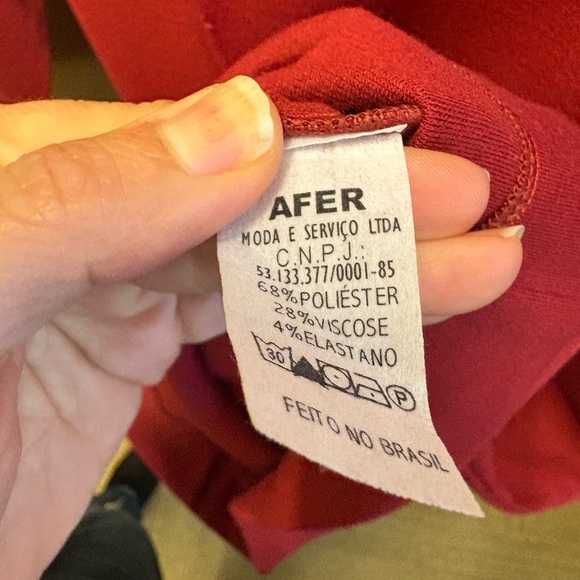 AFER
MODA E SERVIÇO LTDA
C.N.P.J.:
53.133.377/0001-85
68%POLIÉSTER
28%VISCOSE
4%ELASTANO
30 P
FEITO NO BRASIL